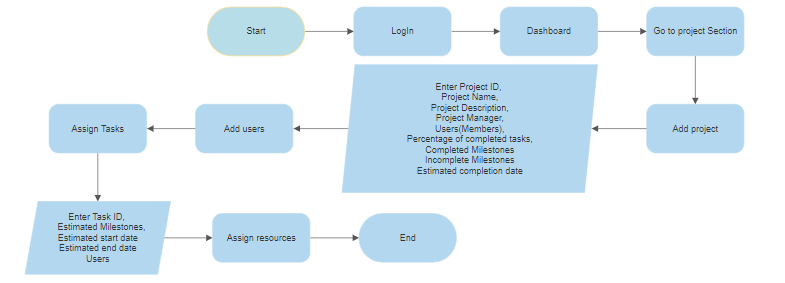 Start
LogIn
Dashboard
Go to project Section
Enter Project ID,
Project Name,
Project Description,
Project Manager,
Users(Members),
Percentage of completed tasks,
Completed Milestones
Incomplete Milestones
Estimated completion date
Assign Tasks
Add users
Add project
Enter Task ID,
Estimated Milestones,
Estimated start date
Estimated end date
Users
Assign resources
End